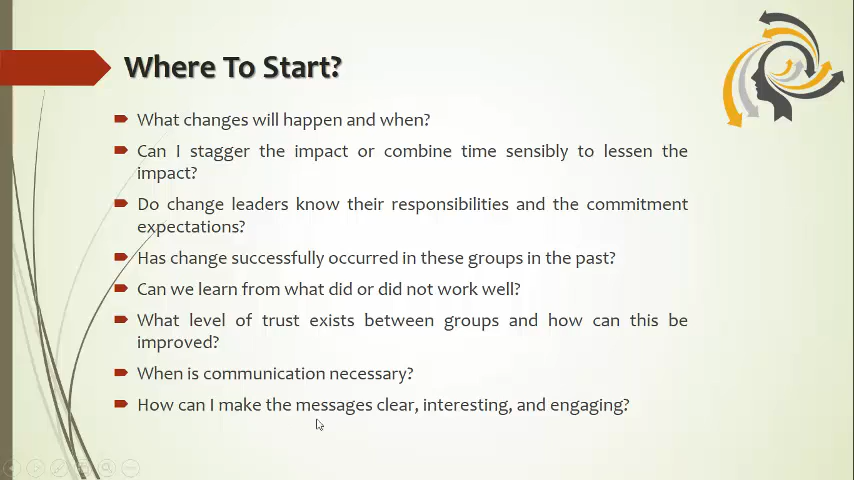 Where To Start?
What changes will happen and when?
Can I stagger the impact or combine time sensibly to lessen the
impact?
Do change leaders know their responsibilities and the commitment
expectations?
Has change successfully occurred in these groups in the past?
Can we learn from what did or did not work well?
What level of trust exists between groups and how can this be
improved?
When is communication necessary?
How can I make the messages clear, interesting, and engaging?